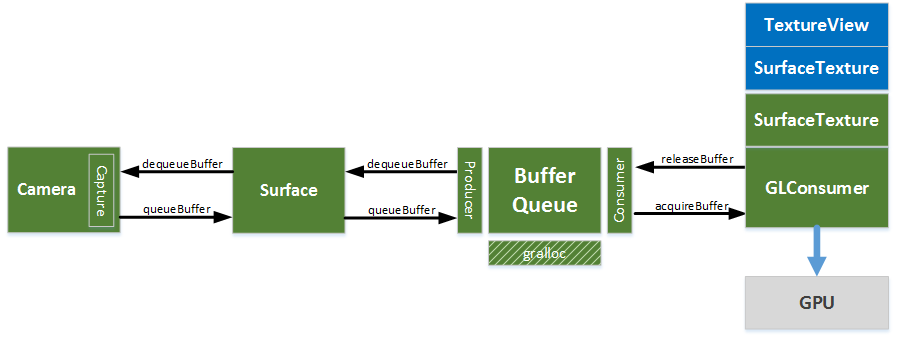 TextureView
SurfaceTexture
SurfaceTexture
GLConsumer
GPU
Camera
Capture
dequeueBuffer
queueBuffer
Surface
dequeueBuffer
queueBuffer
Producer
Buffer
Queue
gralloc
Consumer
releaseBuffer
acquireBuffer